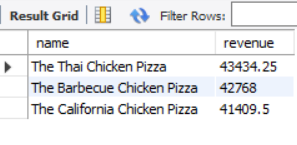 Result Grid Filter Rows:
name revenue
The Thai Chicken Pizza 43434.25
The Barbecue Chicken Pizza 42768
The California Chicken Pizza 41409.5